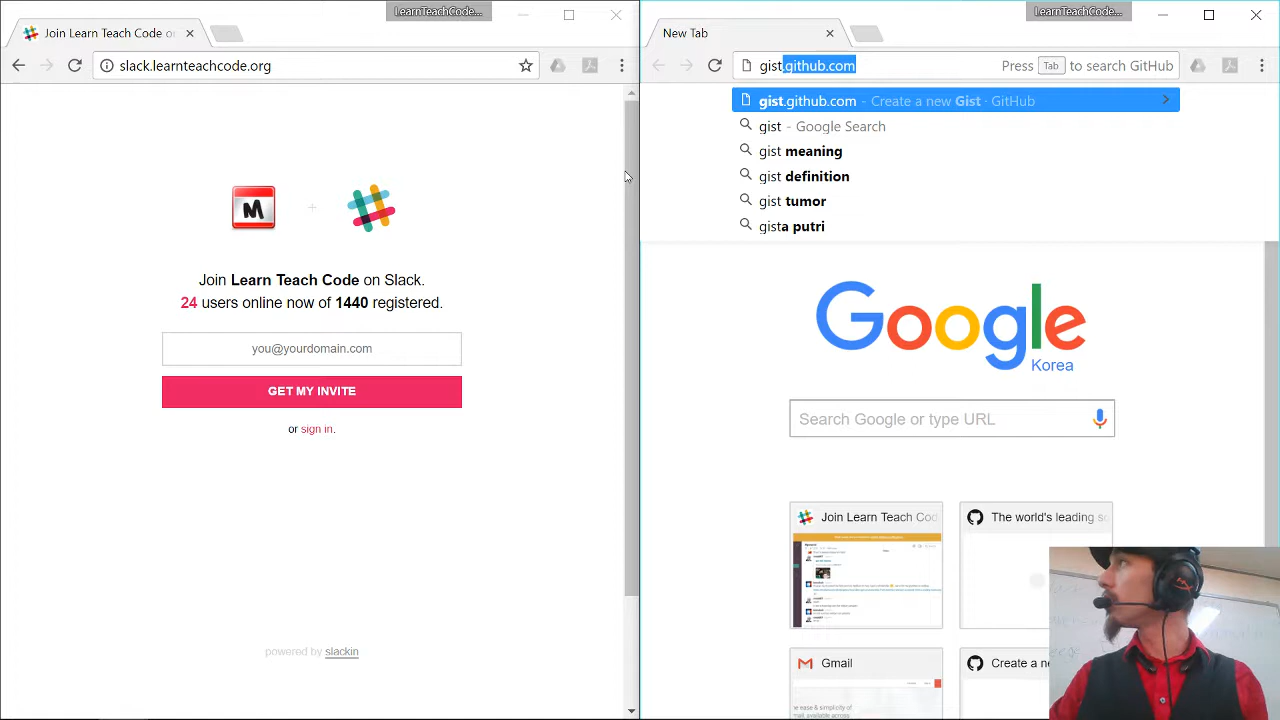 LearnTeachCode...
Join Learn Teach Code o
slack.learnteachcode.org
M
Join Learn Teach Code on Slack.
24 users online now of 1440 registered.
you@yourdomain.com
GET MY INVITE
or sign in.
powered by slackin
LearnTeachCode...
New Tab
gist.github.com
Press Tab to search GitHub
gist.github.com - Create a new Gist · GitHub
gist - Google Search
gist meaning
gist definition
gist tumor
gista putri
Google
Korea
Search Google or type URL
Join Learn Teach Cod
The world's leading so
Gmail
Create a ne